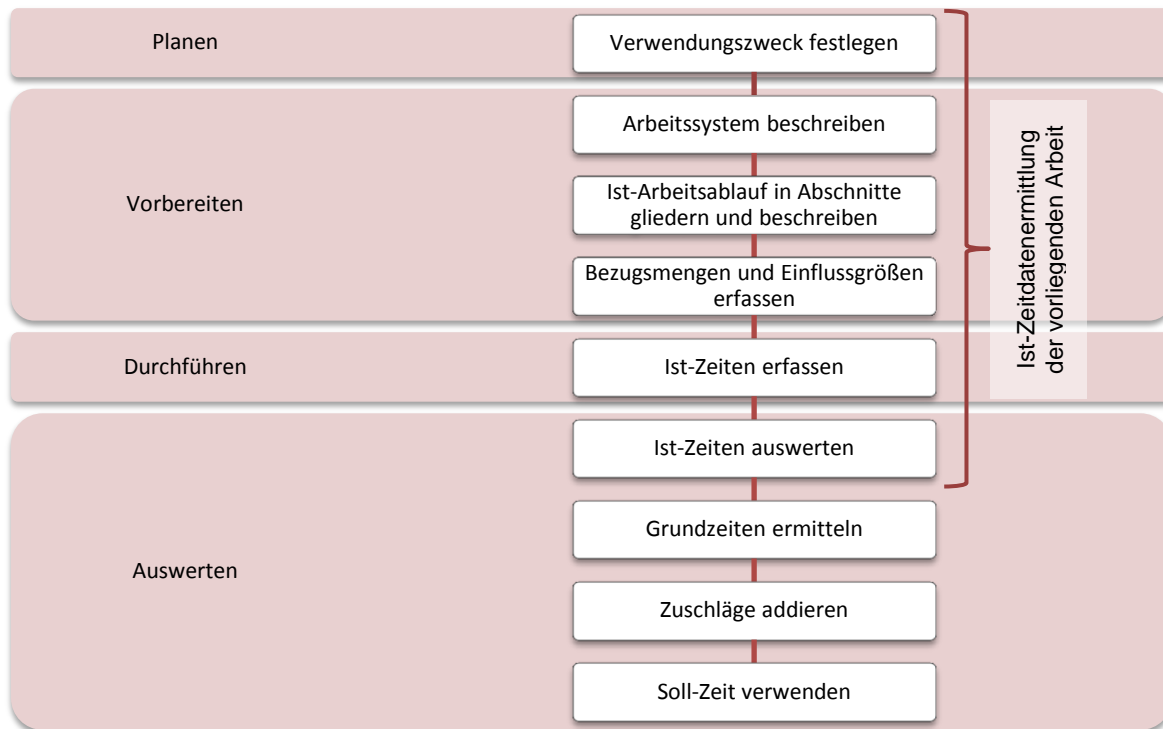 Planen
Verwendungszweck festlegen
Vorbereiten
Arbeitssystem beschreiben
Ist-Arbeitsablauf in Abschnitte
gliedern und beschreiben
Bezugsmengen und Einflussgrößen
erfassen
Durchführen
Ist-Zeiten erfassen
Auswerten
Ist-Zeiten auswerten
Grundzeiten ermitteln
Zuschläge addieren
Soll-Zeit verwenden
Ist-Zeitdatenermittlung
der vorliegenden Arbeit